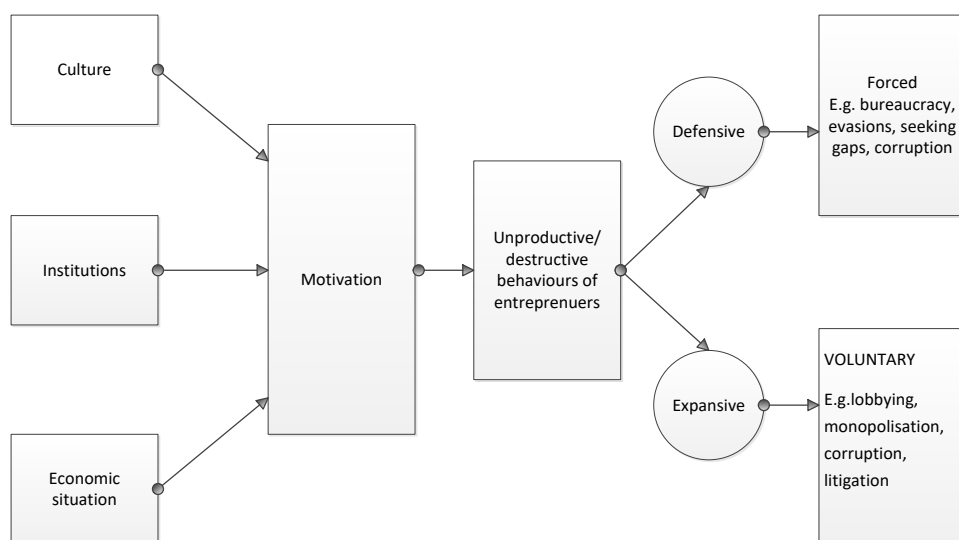 Culture
Institutions
Economic
situation
Motivation
Unproductive/
destructive
behaviours of
entreprenuers
Defensive
Expansive
Forced
E.g. bureaucracy,
evasions, seeking
gaps, corruption
VOLUNTARY
E.g.lobbying,
monopolisation,
corruption,
litigation